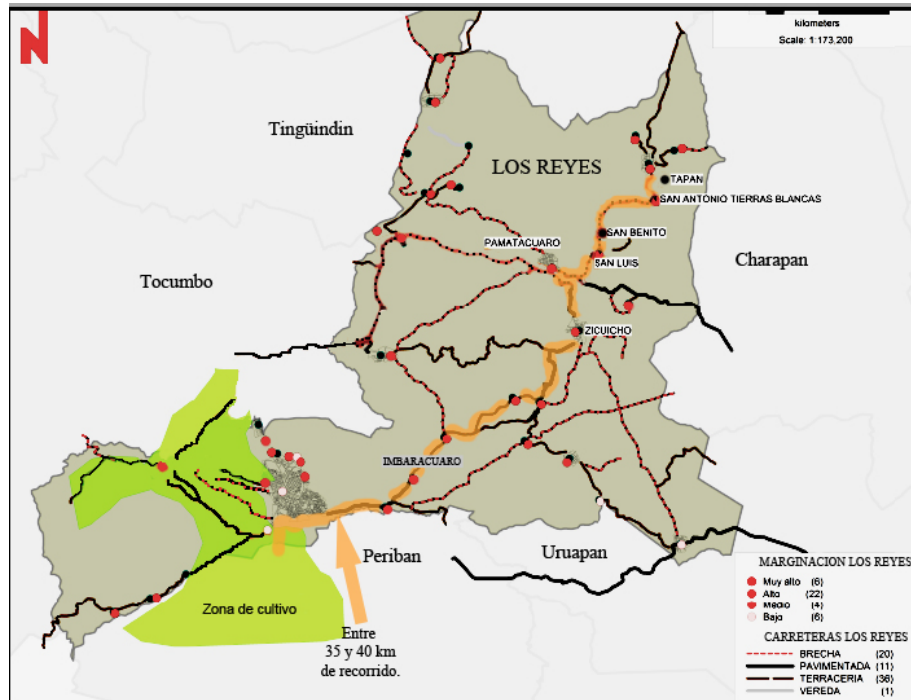 N
kilometers
Scale: 1:173,200
Tingüindin
LOS REYES
TAPAN
SAN ANTONIO TIERRAS BLANCAS
SAN BENITO
PAMATACUARO
SAN LUIS
Charapan
Tocumbo
ZICUICHO
IMBARACUARO
Periban
Uruapan
Zona de cultivo
Entre
35 y 40 km
de recorrido.
MARGINACION LOS REYES
Muy alto (6)
Alto (22)
Medio (4)
Bajo (6)
CARRETERAS LOS REYES
BRECHA (20)
PAVIMENTADA (11)
TERRACERIA (36)
VEREDA (1)